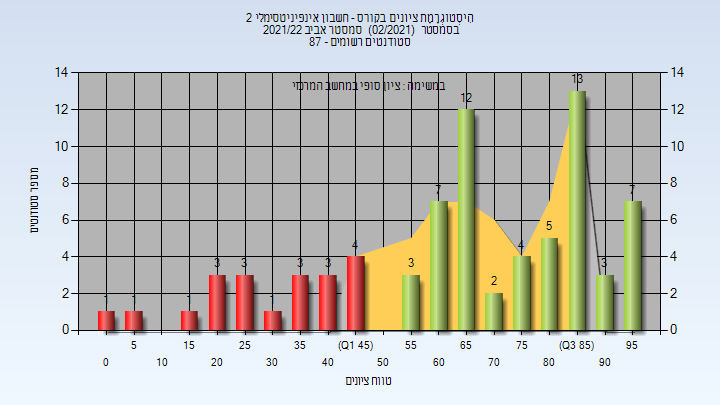 היסטוגרמת ציונים בקורס - חשבון אינפיניטסימלי 2
בסמסטר (02/2021) סמסטר אביב 2021/22
סטודנטים רשומים - 87
במשימה : ציון סופי במחשב המרכזי
מספר סטודנטים
14 14
12 12
10 10
8 8
6 6
4 4
2 2
0 0
1 1 1 3 3 1 3 3 4 3 7 12 2 4 5 13 3 7
5 15 25 35 (Q1 45) 55 65 75 (Q3 85) 95
0 10 20 30 40 50 60 70 80 90
טווח ציונים